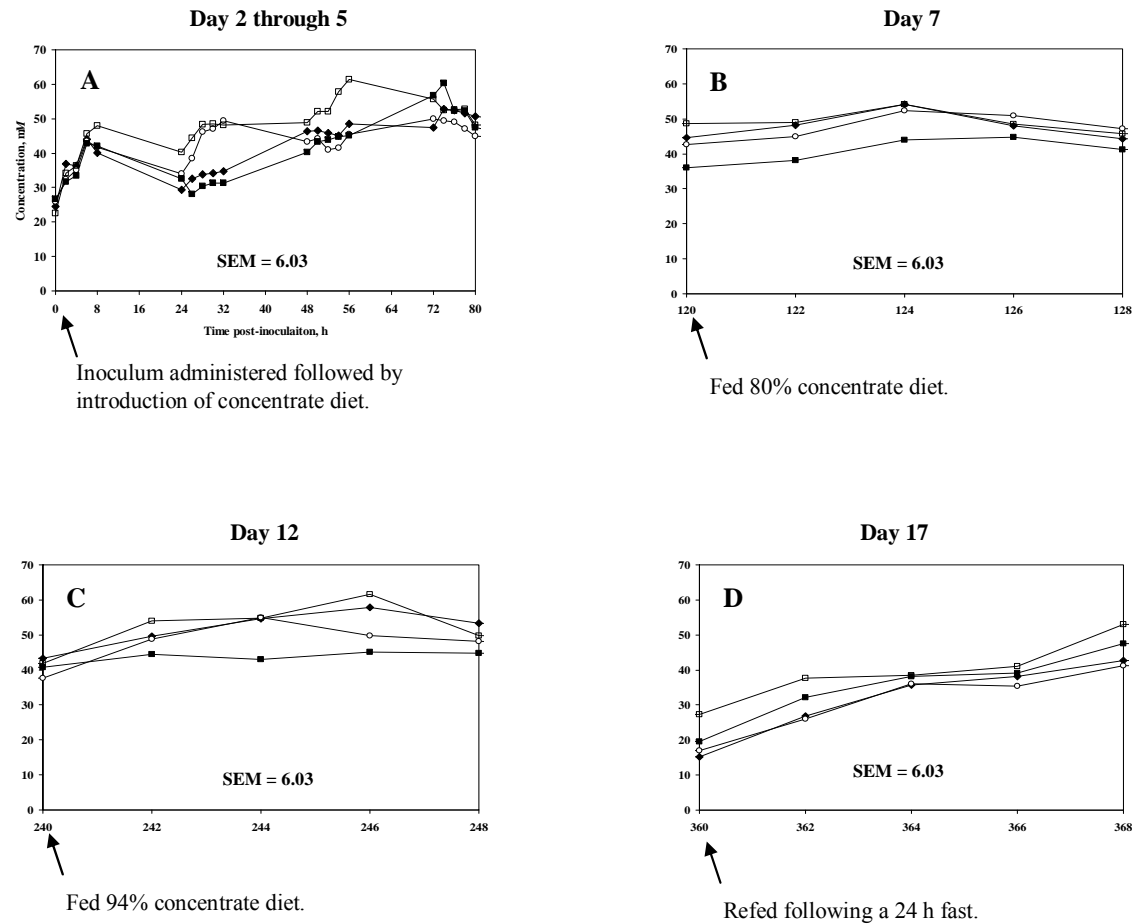 Day 2 through 5
70
60
50
40
30
20
10
0
Concentration, mM
A
SEM = 6.03
0 8 16 24 32 40 48 56 64 72 80
Time post-inoculaiton, h
Inoculum administered followed by
introduction of concentrate diet.
Day 7
70
60
50
40
30
20
10
0
B
SEM = 6.03
120 122 124 126 128
Fed 80% concentrate diet.
Day 12
70
60
50
40
30
20
10
0
C
SEM = 6.03
240 242 244 246 248
Fed 94% concentrate diet.
Day 17
70
60
50
40
30
20
10
0
D
SEM = 6.03
360 362 364 366 368
Refed following a 24 h fast.